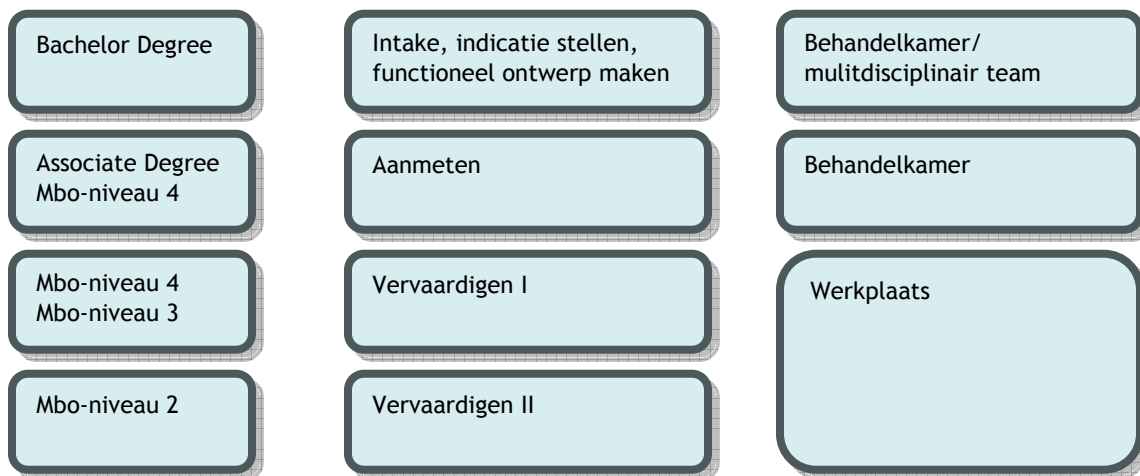 Bachelor Degree
Intake, indicatie stellen,
functioneel ontwerp maken
Behandelkamer/
mulitdisciplinair team
Associate Degree
Mbo-niveau 4
Aanmeten
Behandelkamer
Mbo-niveau 4
Mbo-niveau 3
Vervaardigen I
Werkplaats
Mbo-niveau 2
Vervaardigen II